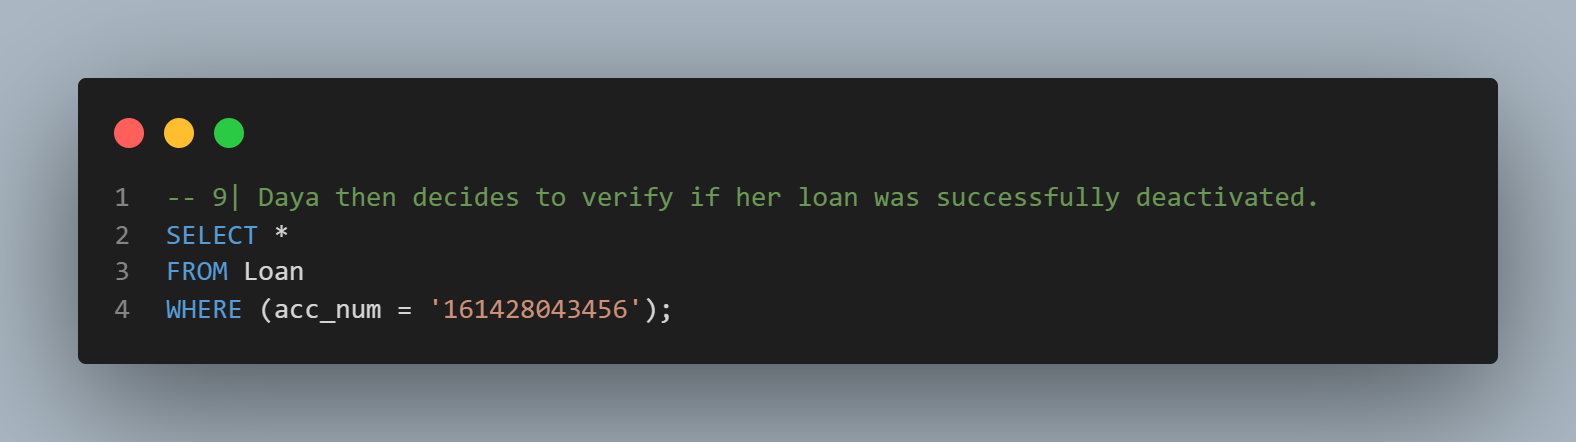 1 -- 9| Daya then decides to verify if her loan was successfully deactivated.
2 SELECT *
3 FROM Loan
4 WHERE (acc_num = '161428043456');